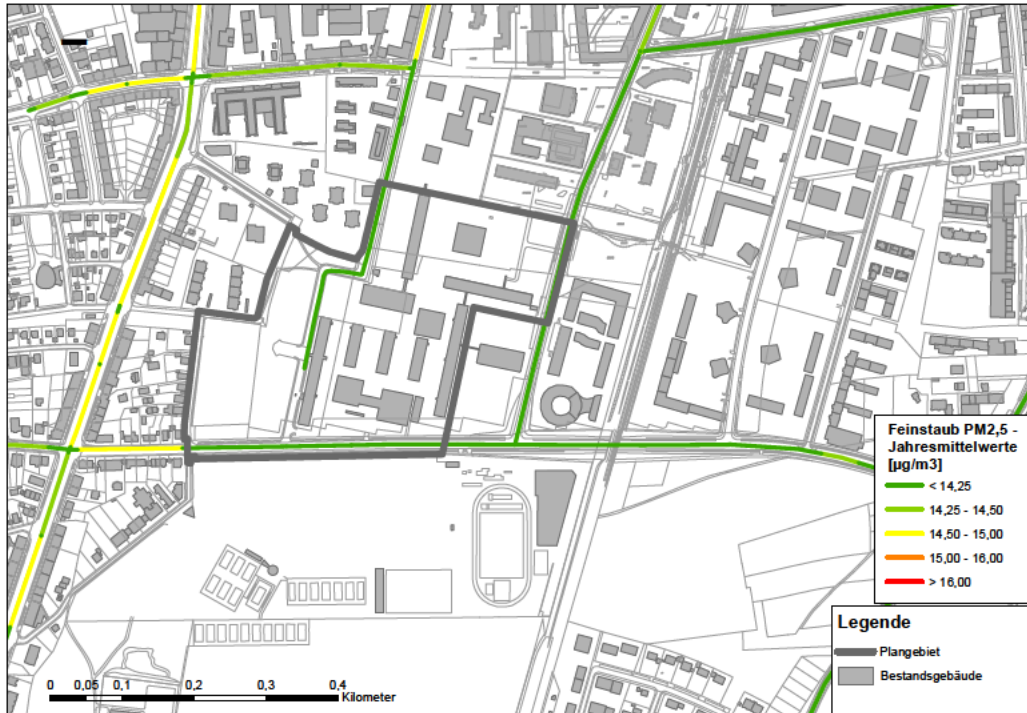 Feinstaub PM2,5 -
Jahresmittelwerte
[µg/m3]
< 14,25
14,25 - 14,50
14,50 - 15,00
15,00 - 16,00
> 16,00
Legende
Plangebiet
Bestandsgebäude
0 0,05 0,1 0,2 0,3 0,4
Kilometer